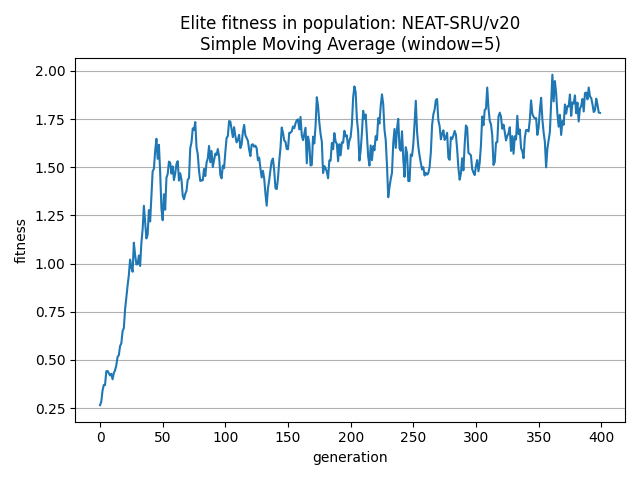 Elite fitness in population: NEAT-SRU/v20
Simple Moving Average (window=5)
2.00
1.75
1.50
1.25
1.00
0.75
0.50
0.25
fitness
0 50 100 150 200 250 300 350 400
generation